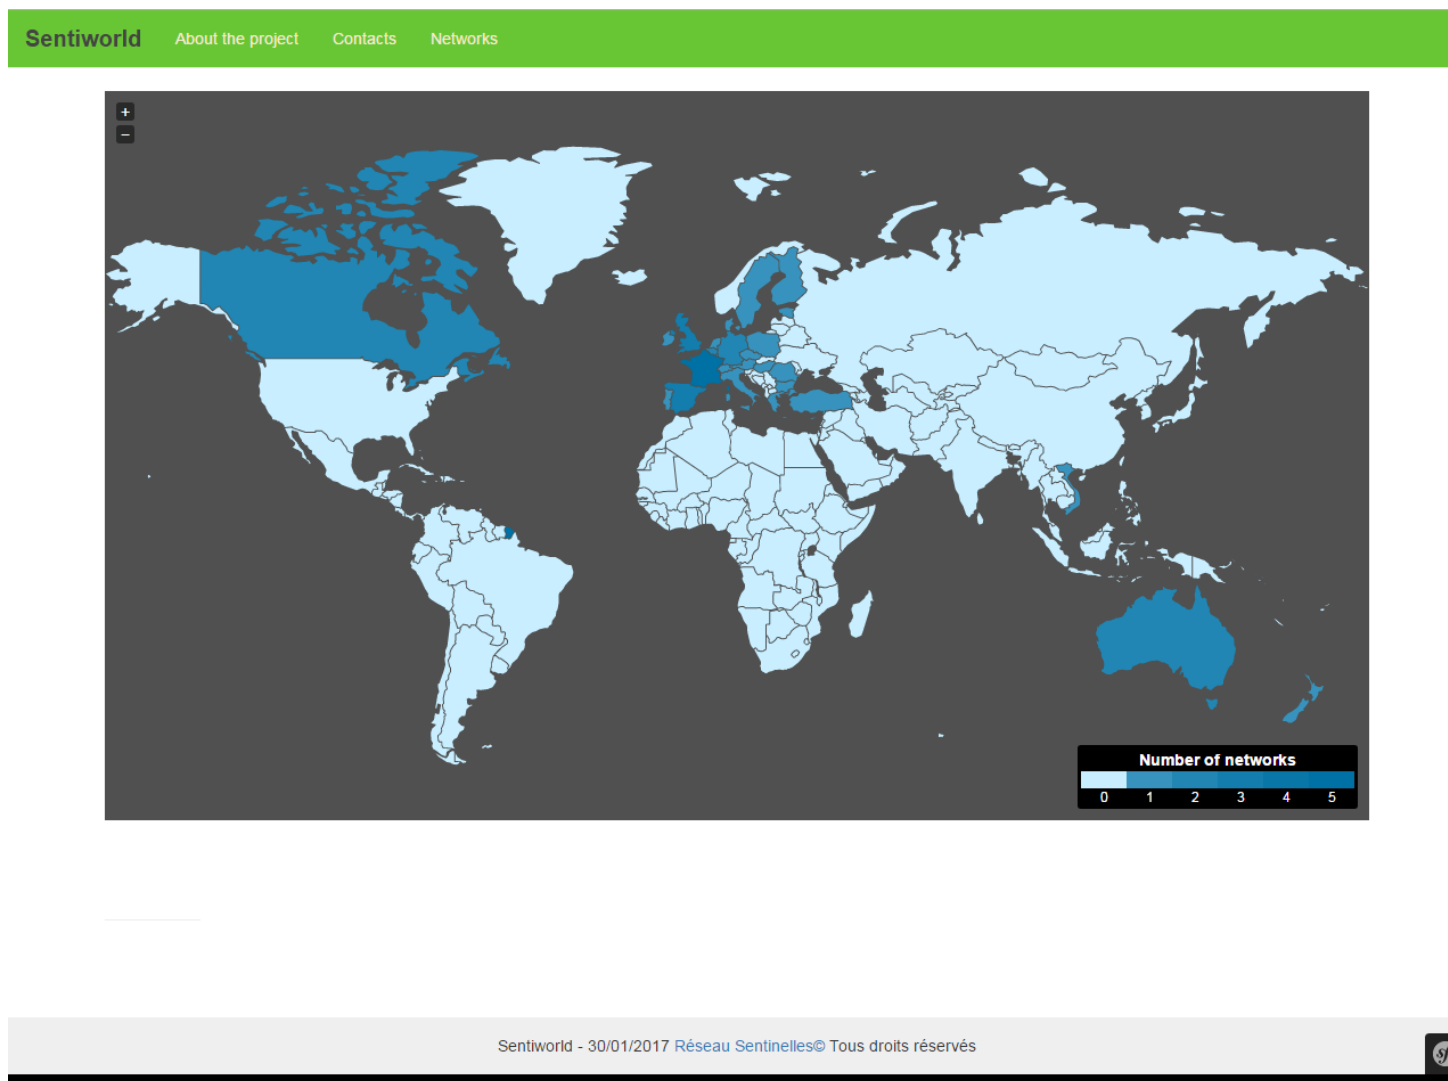 Sentiworld About the project Contacts Networks
+
−
Number of networks
0 1 2 3 4 5
Sentiworld - 30/01/2017 Réseau Sentinelles© Tous droits réservés